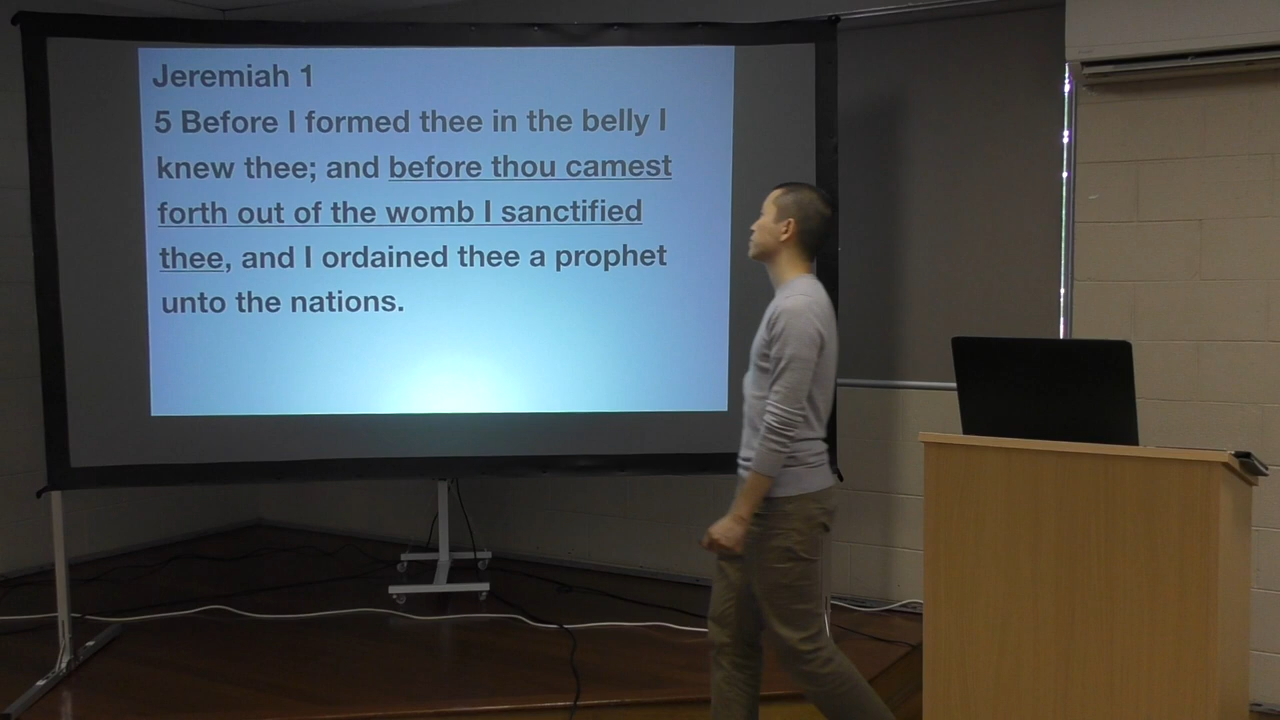 Jeremiah 1
5 Before I formed thee in the belly I
knew thee; and before thou camest
forth out of the womb I sanctified
thee, and I ordained thee a prophet
unto the nations.